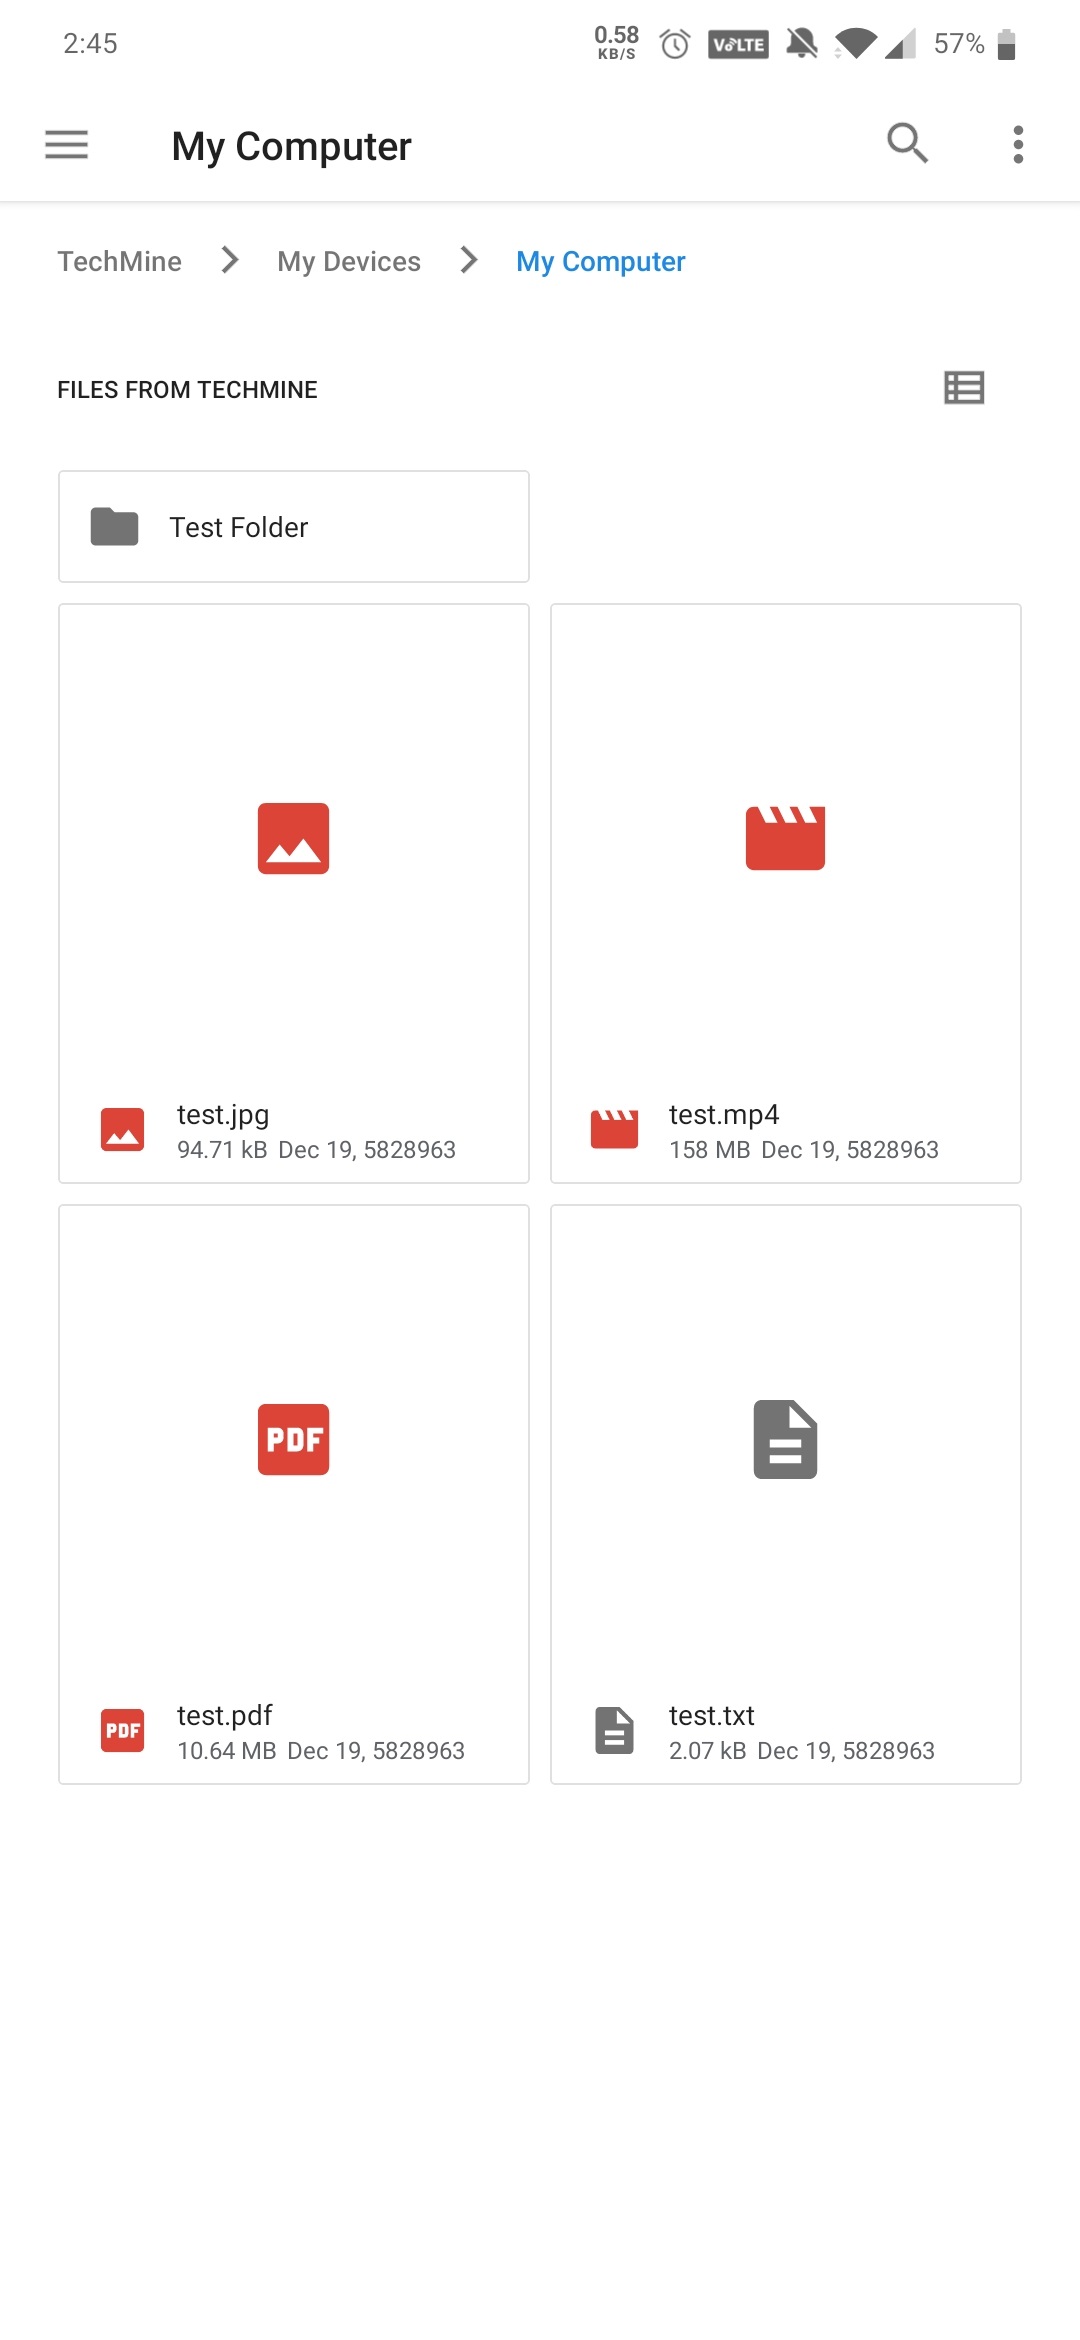 2:45
0.58
KB/S
VoLTE
57%
My Computer
TechMine
My Devices
My Computer
FILES FROM TECHMINE
Test Folder
test.jpg
94.71 kB Dec 19, 5828963
test.mp4
158 MB Dec 19, 5828963
PDF
PDF
test.pdf
10.64 MB Dec 19, 5828963
test.txt
2.07 kB Dec 19, 5828963